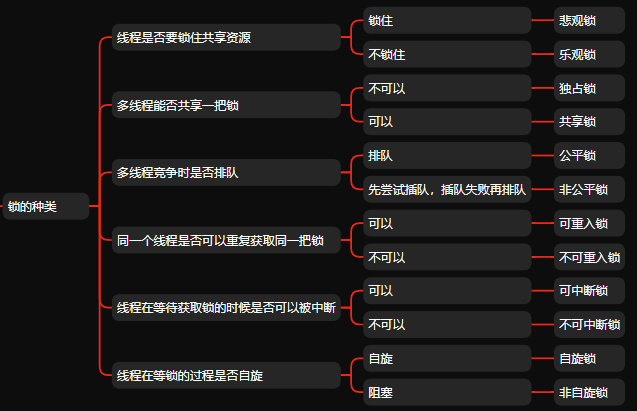 锁的种类
线程是否要锁住共享资源
锁住
悲观锁
不锁住
乐观锁
多线程能否共享一把锁
不可以
独占锁
可以
共享锁
多线程竞争时是否排队
排队
公平锁
先尝试插队，插队失败再排队
非公平锁
同一个线程是否可以重复获取同一把锁
可以
可重入锁
不可以
不可重入锁
线程在等待获取锁的时候是否可以被中断
可以
可中断锁
不可以
不可中断锁
线程在等锁的过程是否自旋
自旋
自旋锁
阻塞
非自旋锁